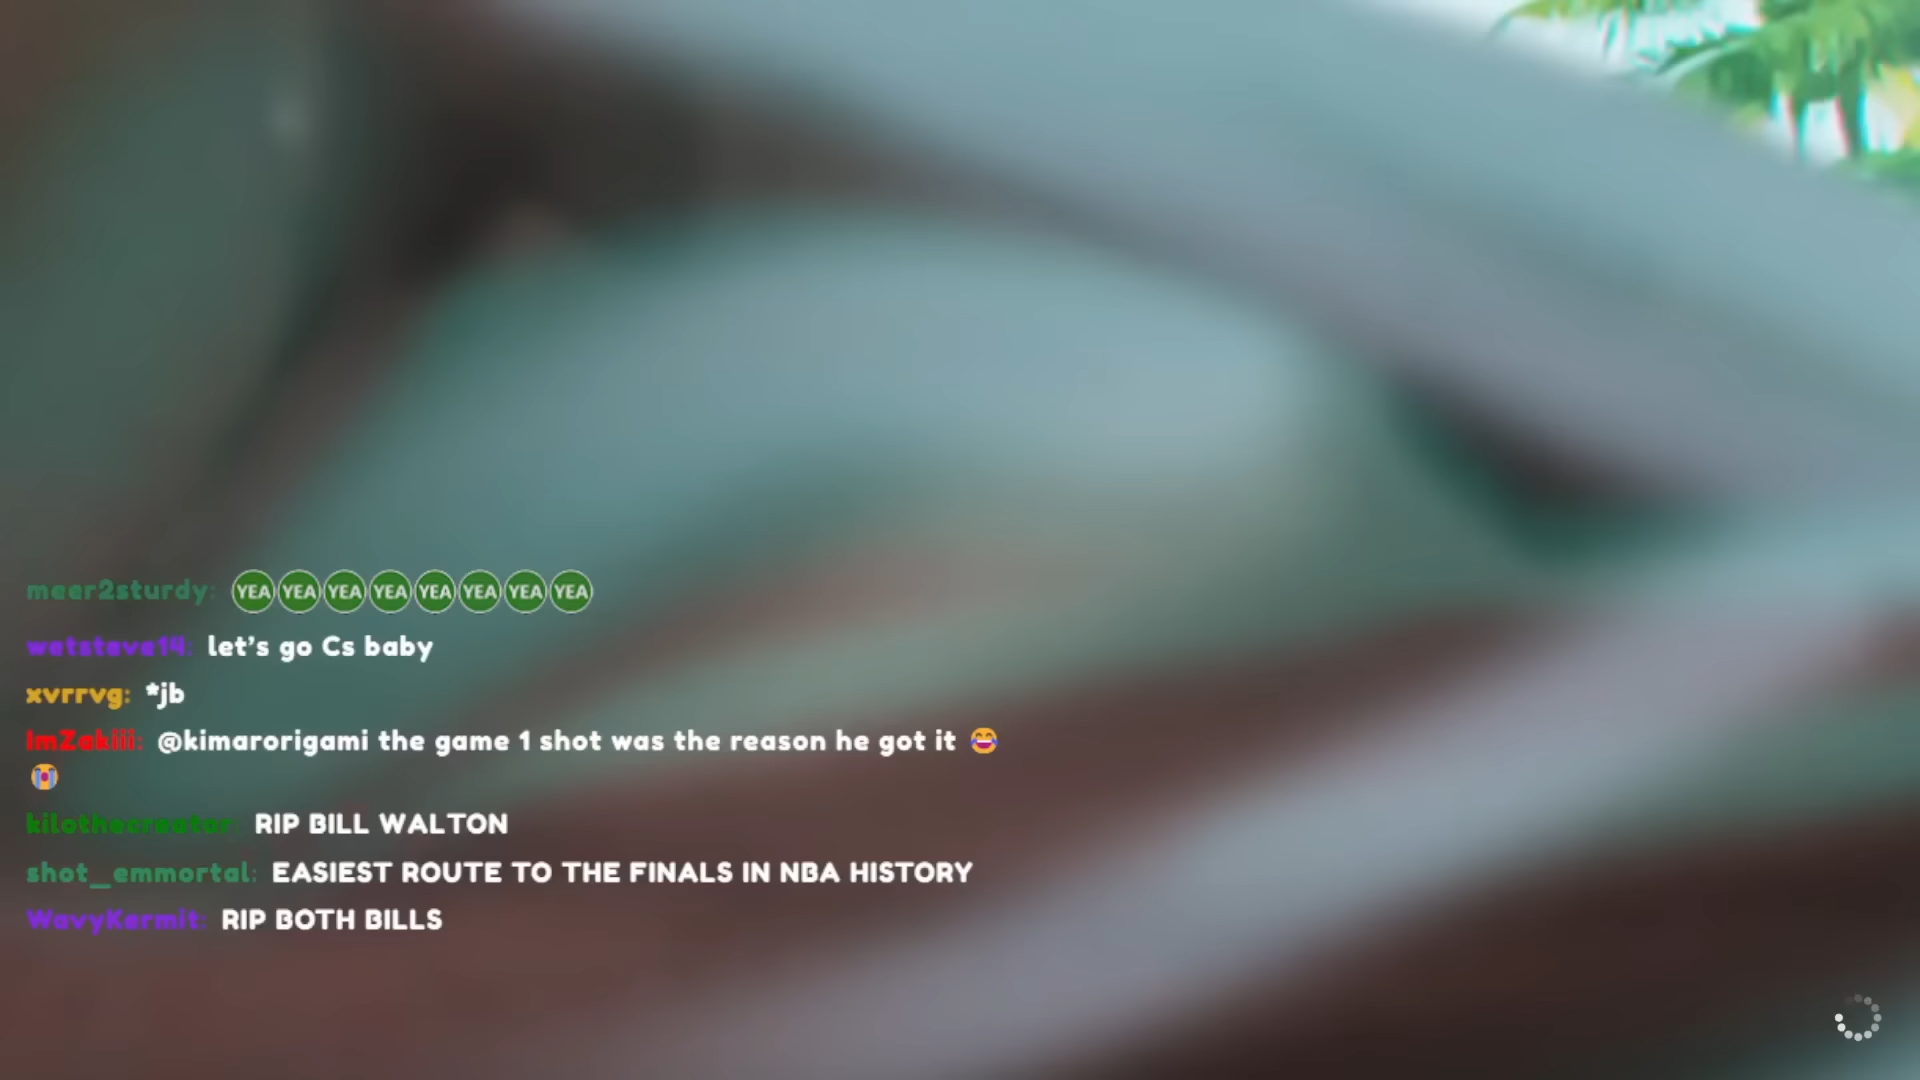 meer2sturdy: YEA YEA YEA YEA YEA YEA YEA YEA
wetsteve14: let's go Cs baby
xvrrvg: *jb
ImZakiii: @kimarorigami the game 1 shot was the reason he got it 😂
😭
kilothecreator: RIP BILL WALTON
shot_emmortal: EASIEST ROUTE TO THE FINALS IN NBA HISTORY
WavyKermit: RIP BOTH BILLS